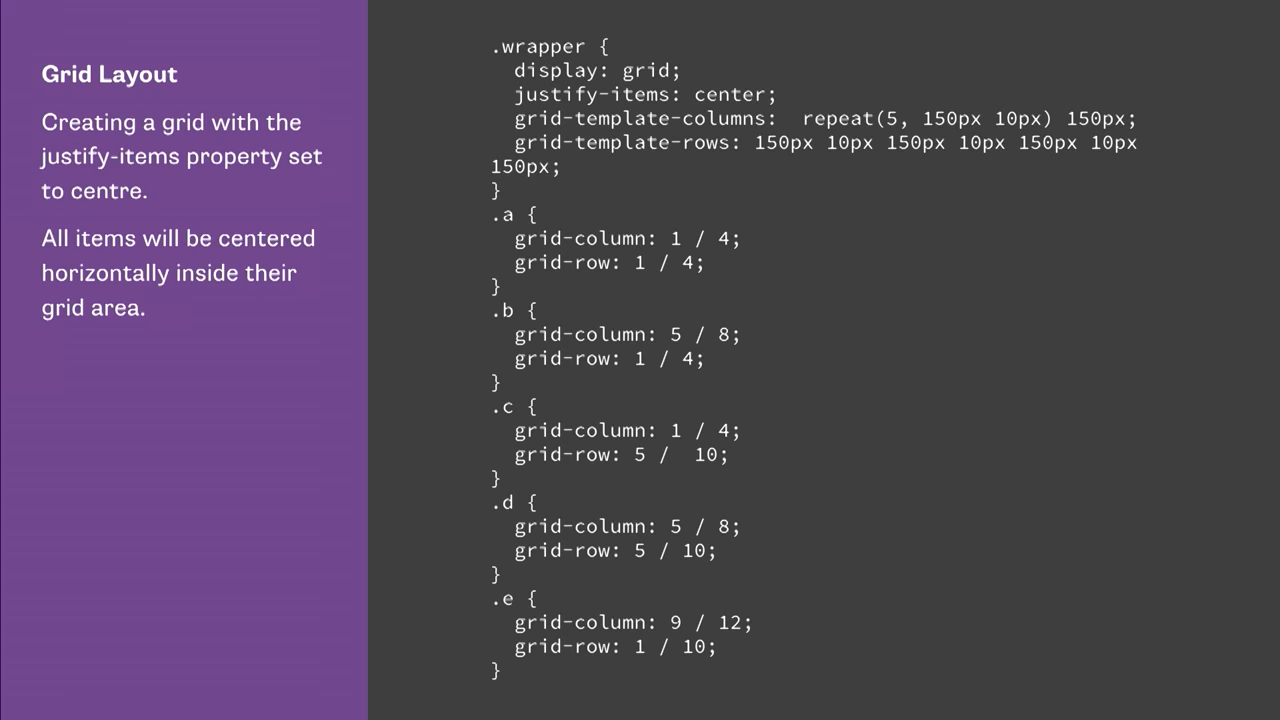 Grid Layout
Creating a grid with the
justify-items property set
to centre.
All items will be centered
horizontally inside their
grid area.
.wrapper {
  display: grid;
  justify-items: center;
  grid-template-columns:  repeat(5, 150px 10px) 150px;
  grid-template-rows: 150px 10px 150px 10px 150px 10px
150px;
}
.a {
  grid-column: 1 / 4;
  grid-row: 1 / 4;
}
.b {
  grid-column: 5 / 8;
  grid-row: 1 / 4;
}
.c {
  grid-column: 1 / 4;
  grid-row: 5 /  10;
}
.d {
  grid-column: 5 / 8;
  grid-row: 5 / 10;
}
.e {
  grid-column: 9 / 12;
  grid-row: 1 / 10;
}